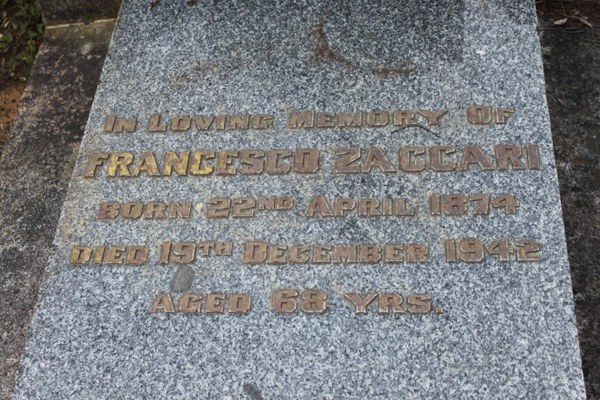 IN LOVING MEMORY OF
FRANCESCO ZACCARI
BORN 22ND APRIL 1874
DIED 19TH DECEMBER 1942
AGED 68 YRS.